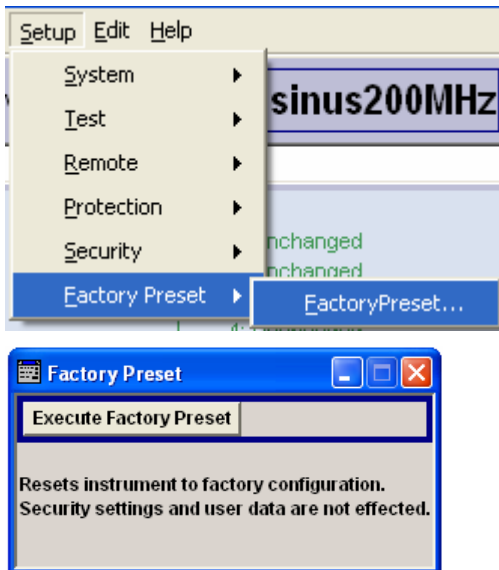 Setup Edit Help
System
sinus200MHz
Test
Remote
Protection
nchanged
Security
nchanged
Factory Preset
FactoryPreset...
Factory Preset
Execute Factory Preset
Resets instrument to factory configuration.
Security settings and user data are not effected.